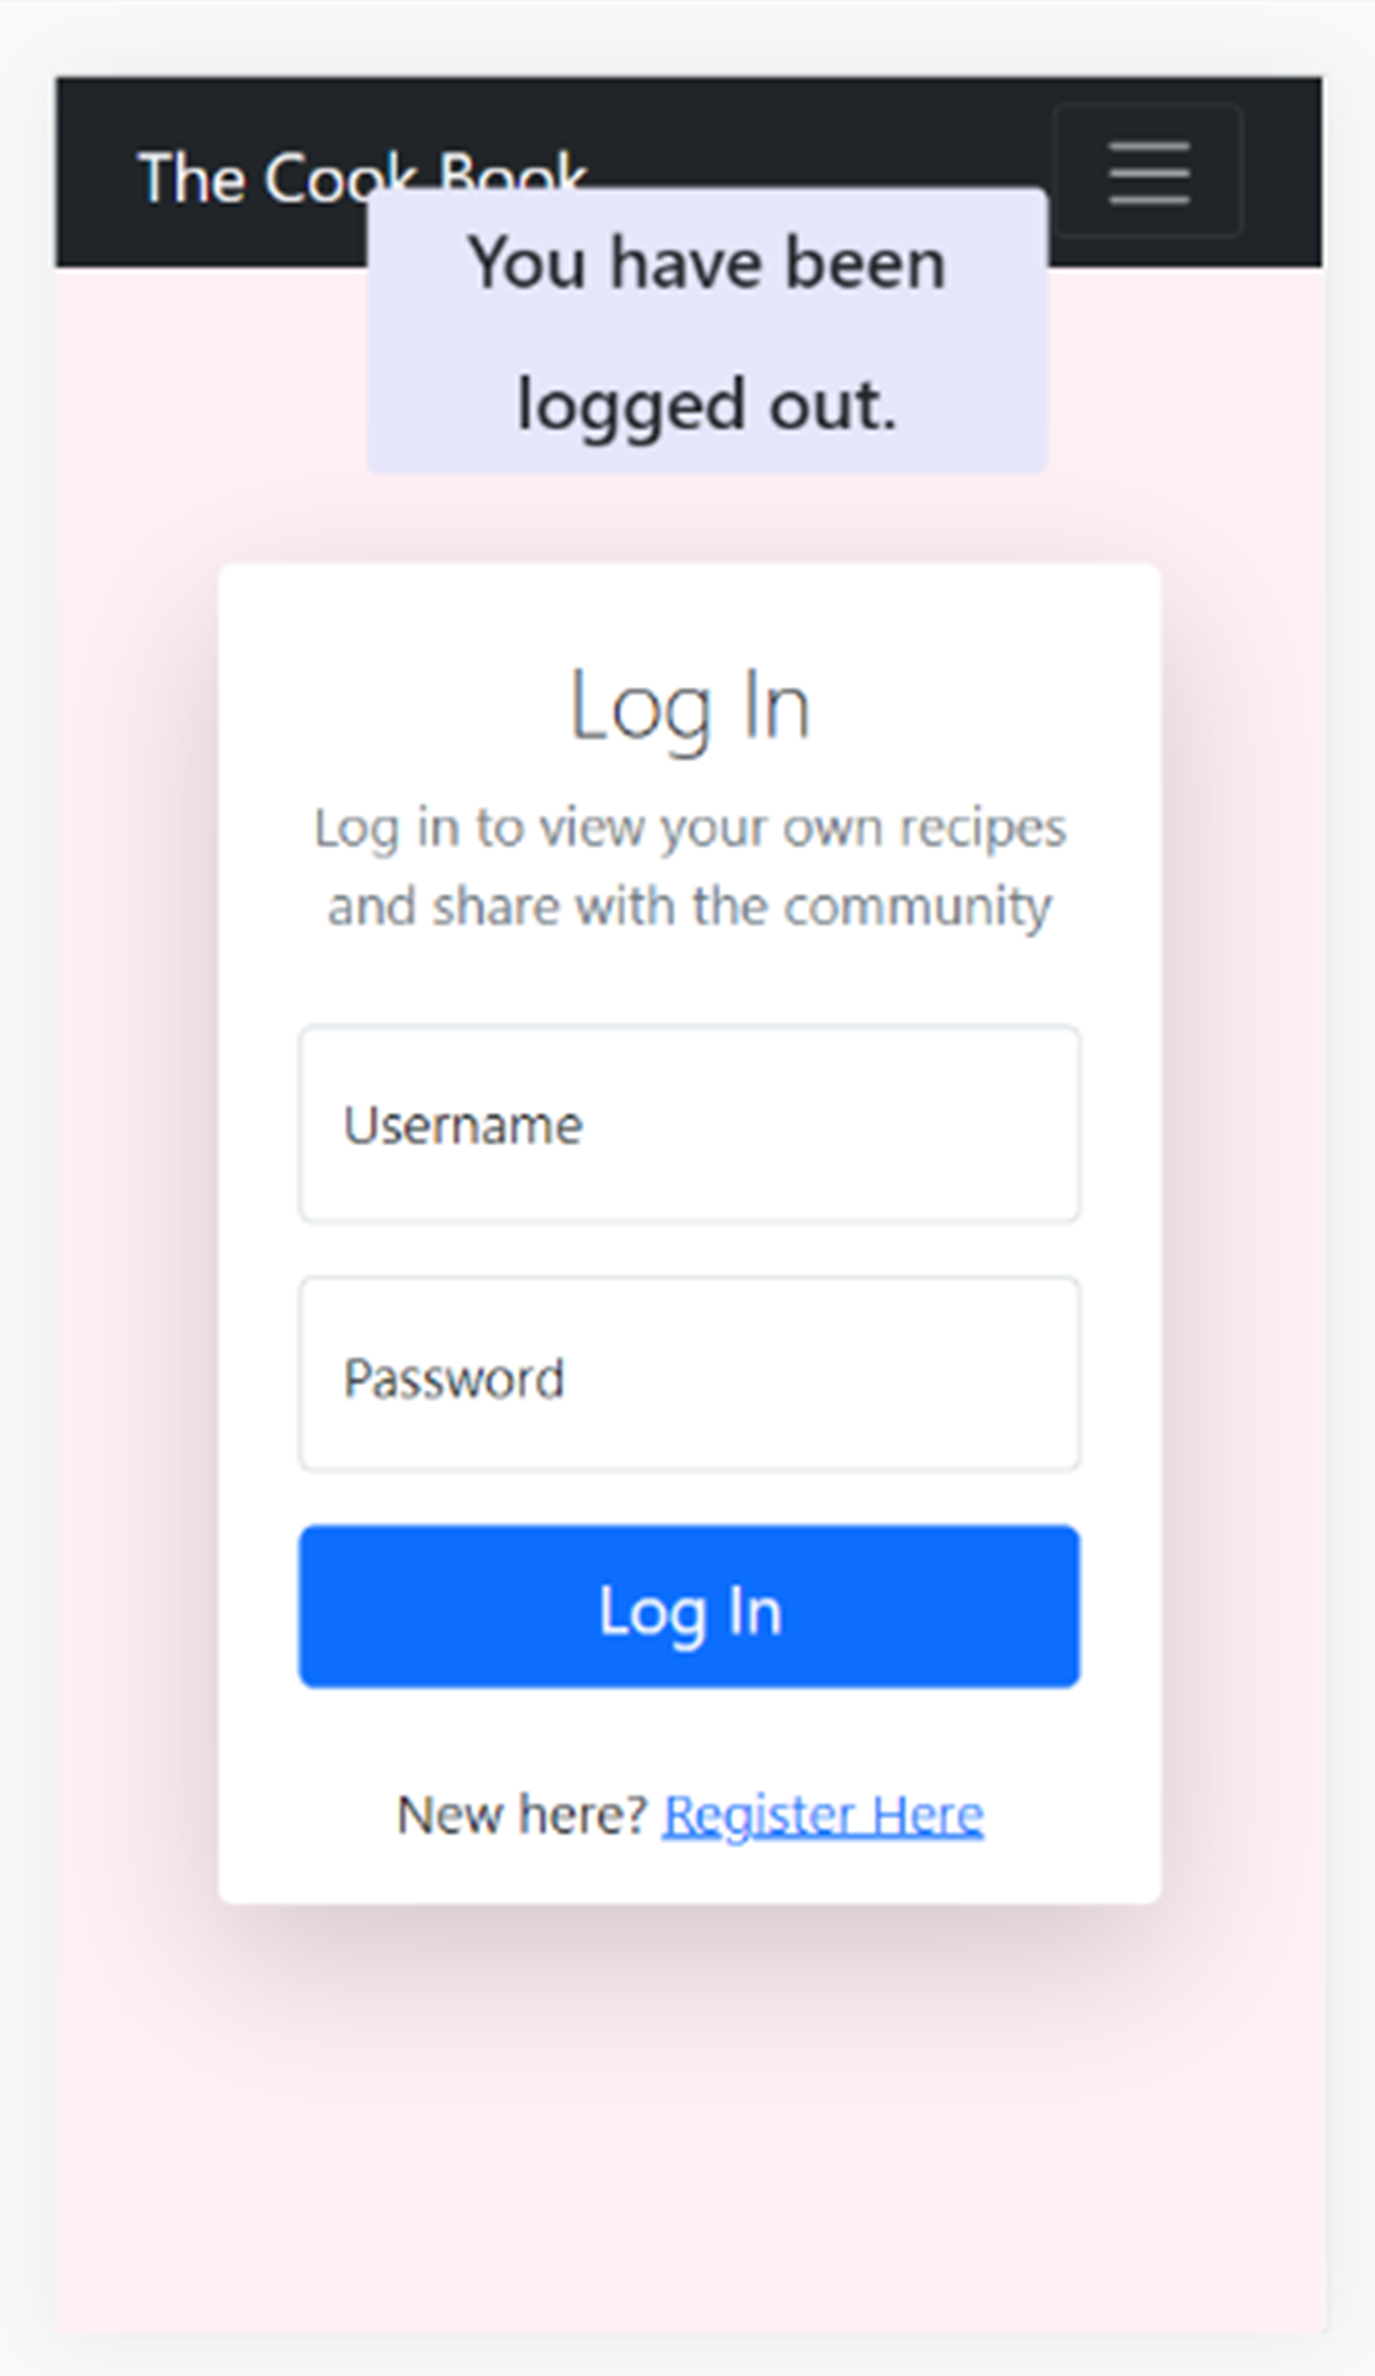 The Cook Book
You have been
logged out.
Log In
Log in to view your own recipes
and share with the community
Username
Password
Log In
New here? Register Here